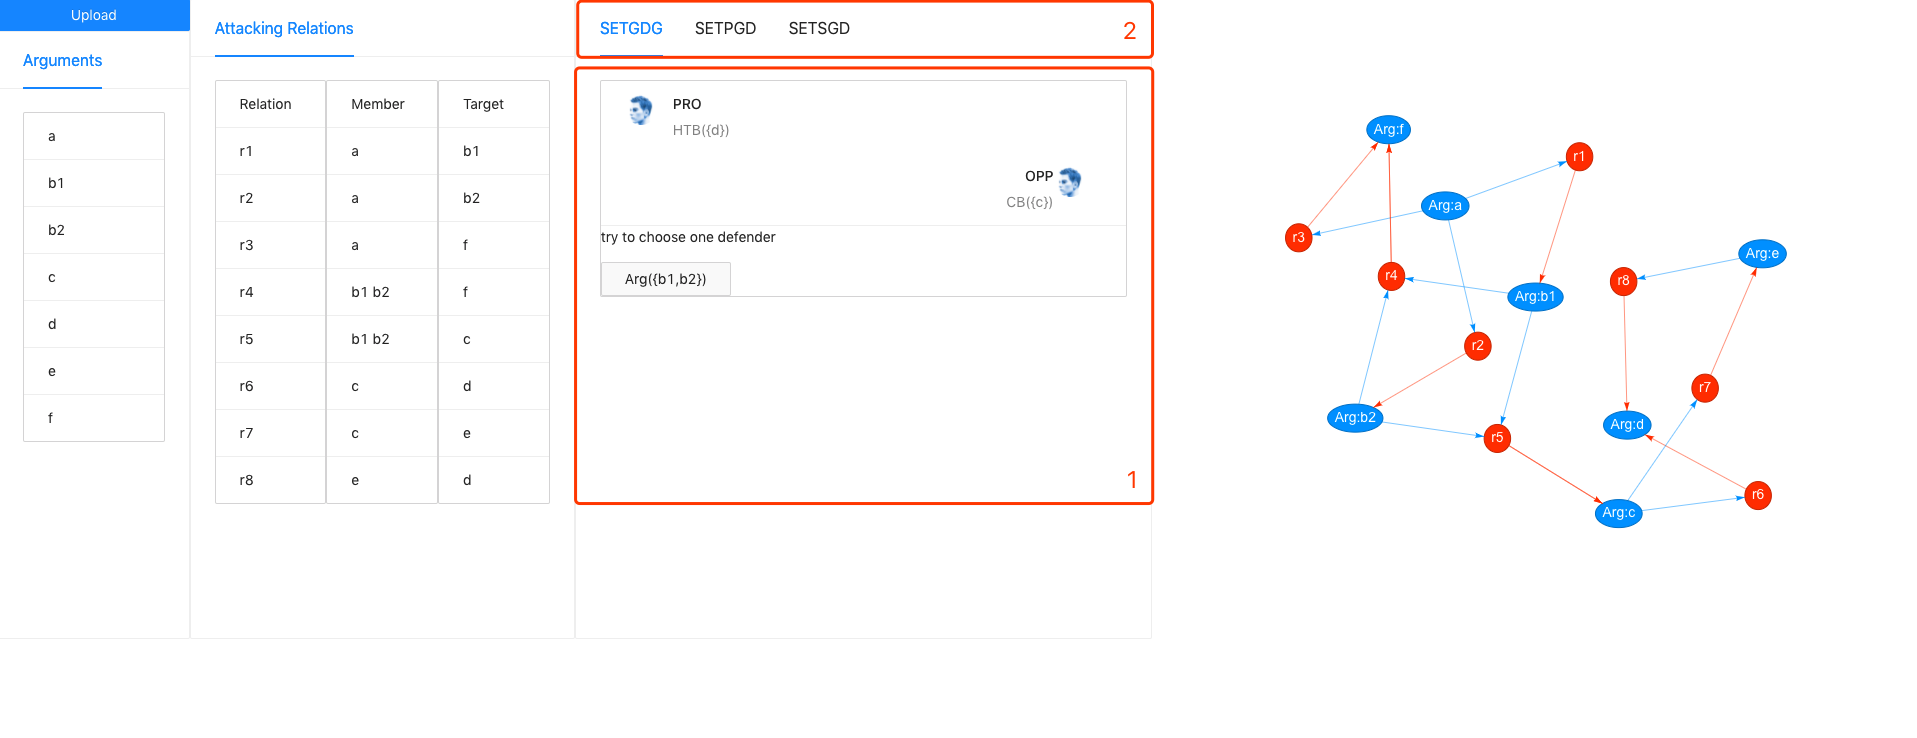 Upload
Arguments
a
b1
b2
c
d
e
f
Attacking Relations
Relation Member Target
r1 a b1
r2 a b2
r3 a f
r4 b1 b2 f
r5 b1 b2 c
r6 c d
r7 c e
r8 e d
SETGDG SETPGD SETSGD
2
PRO
HTB({d})
OPP
CB({c})
try to choose one defender
Arg({b1,b2})
1
Arg:f
r1
Arg:a
r3
Arg:e
r4
r8
Arg:b1
r2
r7
Arg:b2
Arg:d
r5
r6
Arg:c